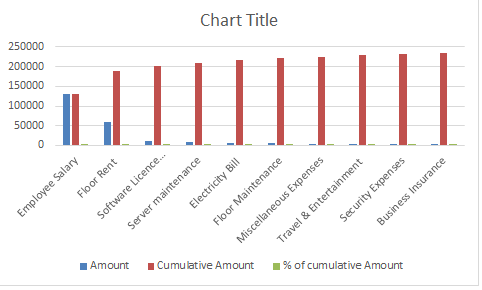 Chart Title
250000
200000
150000
100000
50000
0
Employee Salary
Floor Rent
Software Licence...
Server maintenance
Electricity Bill
Floor Maintenance
Miscellaneous Expenses
Travel & Entertainment
Security Expenses
Business Insurance
Amount Cumulative Amount % of cumulative Amount